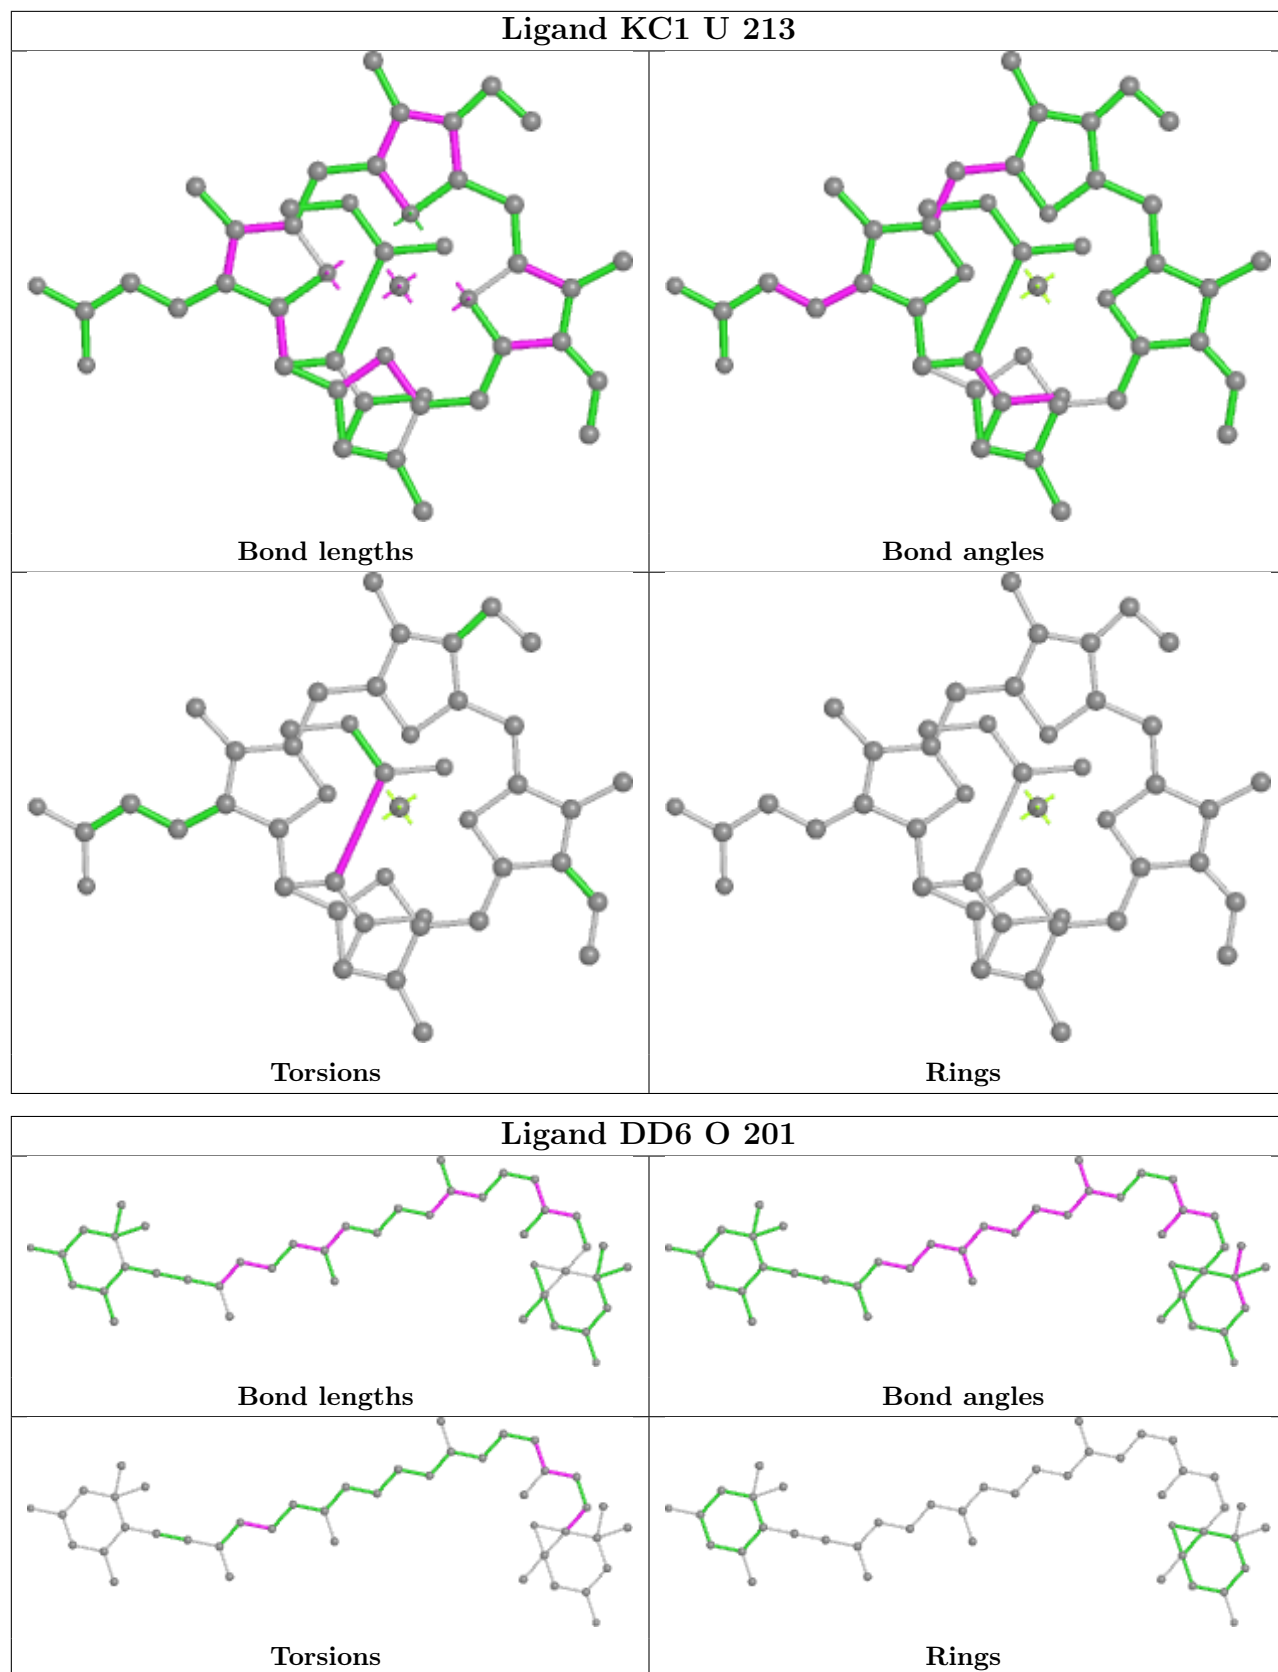 Ligand KC1 U 213
Bond lengths
Bond angles
Torsions
Rings
Ligand DD6 O 201
Bond lengths
Bond angles
Torsions
Rings